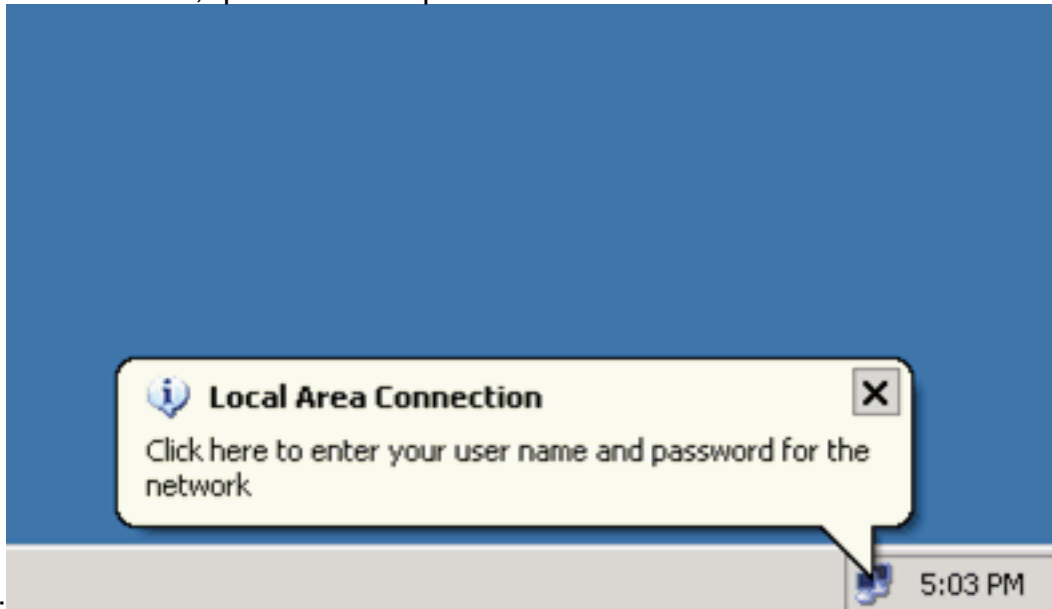 Local Area Connection
Click here to enter your user name and password for the
network
5:03 PM